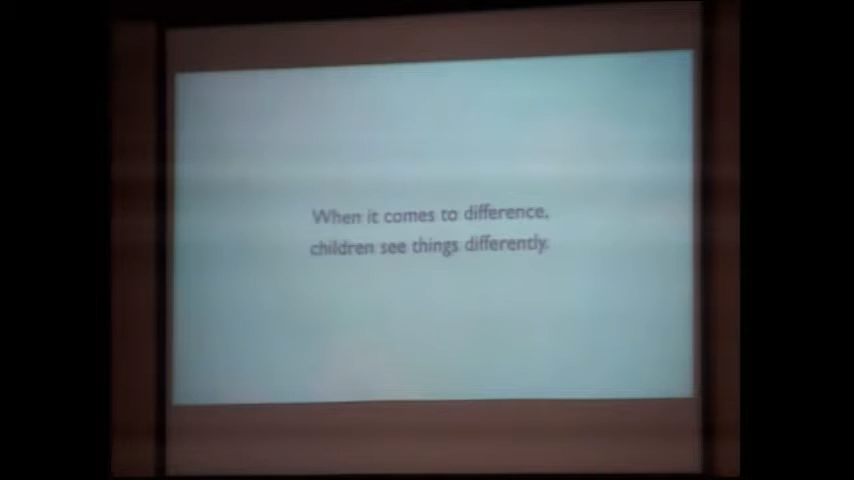 When it comes to difference,
children see things differently.